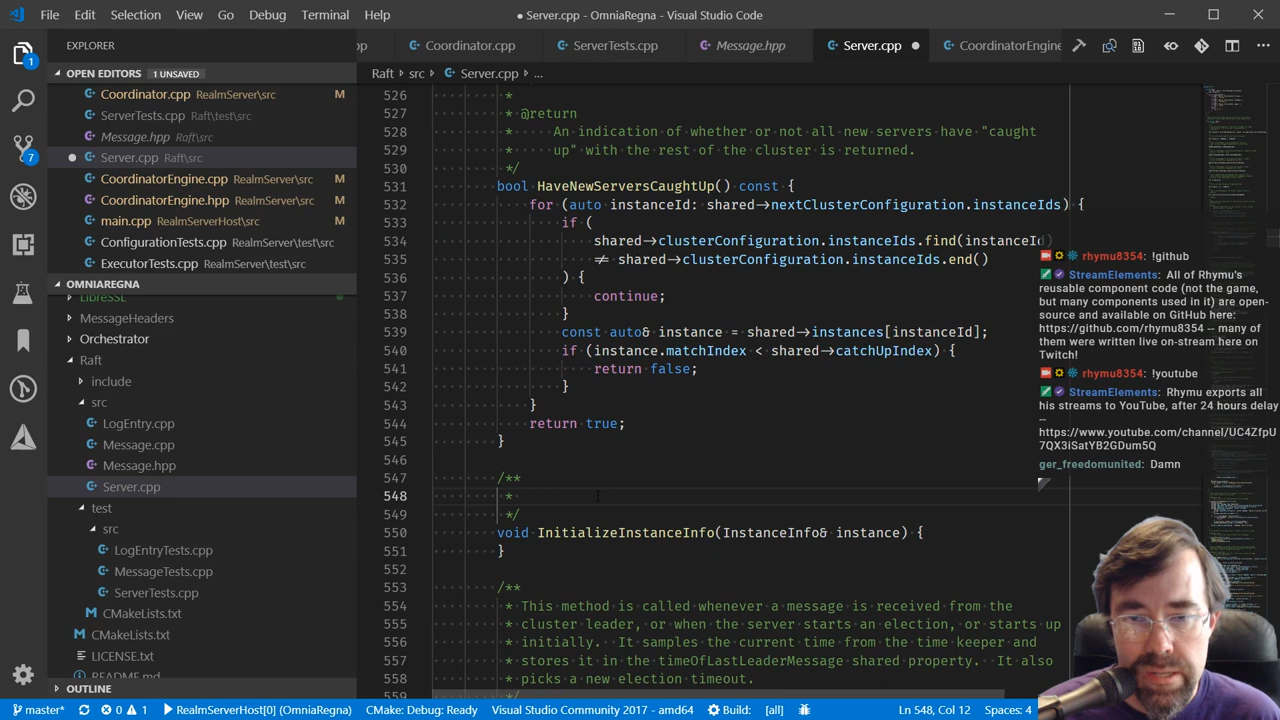 File Edit Selection View Go Debug Terminal Help
● Server.cpp - OmniaRegna - Visual Studio Code
EXPLORER
OPEN EDITORS 1 UNSAVED
Coordinator.cpp RealmServer\src M
ServerTests.cpp Raft\test\src
Message.hpp Raft\src
Server.cpp Raft\src
CoordinatorEngine.cpp RealmServer\src M
CoordinatorEngine.hpp RealmServer\src M
main.cpp RealmServerHost\src M
ConfigurationTests.cpp RealmServer\test\src
ExecutorTests.cpp RealmServer\test\src
OMNIAREGNA
LibreSSL
MessageHeaders
Orchestrator
Raft
include
src
LogEntry.cpp
Message.cpp
Message.hpp
Server.cpp
test
src
LogEntryTests.cpp
MessageTests.cpp
ServerTests.cpp
CMakeLists.txt
CMakeLists.txt
LICENSE.txt
README.md
OUTLINE
1
7
pp Coordinator.cpp ServerTests.cpp Message.hpp Server.cpp ● CoordinatorEngine
Raft › src › Server.cpp › ...
526 *
527 * @return
528 * An indication of whether or not all new servers have "caught
529 * up" with the rest of the cluster is returned.
530 */
531 bool HaveNewServersCaughtUp() const {
532 for (auto instanceId: shared->nextClusterConfiguration.instanceIds) {
533 if (
534 shared->clusterConfiguration.instanceIds.find(instanceId)
535 ≠ shared->clusterConfiguration.instanceIds.end()
536 ) {
537 continue;
538 }
539 const auto& instance = shared->instances[instanceId];
540 if (instance.matchIndex < shared->catchUpIndex) {
541 return false;
542 }
543 }
544 return true;
545 }
546
547 /**
548 *
549 */
550 void InitializeInstanceInfo(InstanceInfo& instance) {
551 }
552
553 /**
554 * This method is called whenever a message is received from the
555 * cluster leader, or when the server starts an election, or starts up
556 * initially. It samples the current time from the time keeper and
557 * stores it in the timeOfLastLeaderMessage shared property. It also
558 * picks a new election timeout.
559 */
rhymu8354: !github
StreamElements: All of Rhymu's
reusable component code (not the game,
but many components used in it) are open-
source and available on GitHub here:
https://github.com/rhymu8354 -- many of
them were written live on-stream here on
Twitch!
rhymu8354: !youtube
StreamElements: Rhymu exports all
his streams to YouTube, after 24 hours delay
--
https://www.youtube.com/channel/UC4ZfpU
7QX3iSatYB2GDum5Q
ger_freedomunited: Damn
master* 0 1 RealmServerHost[0] (OmniaRegna) CMake: Debug: Ready Visual Studio Community 2017 - amd64 Build: [all] Ln 548, Col 12 Spaces: 4